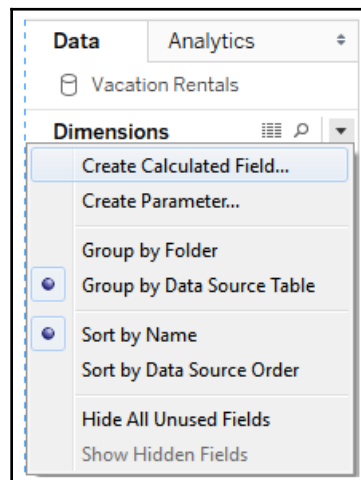 Data Analytics
Vacation Rentals
Dimensions
Create Calculated Field...
Create Parameter...
Group by Folder
Group by Data Source Table
Sort by Name
Sort by Data Source Order
Hide All Unused Fields
Show Hidden Fields